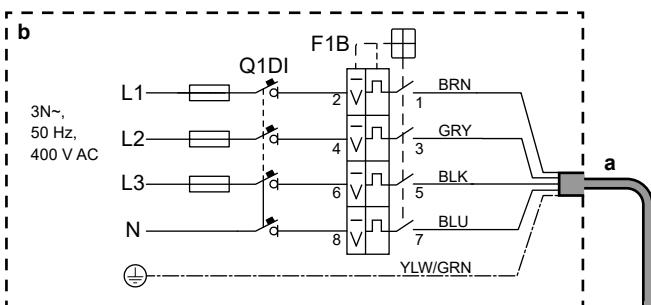 b
F1B
Q1DI
L1
2
1
BRN
3N~,
50 Hz,
400 V AC
L2
4
3
GRY
L3
6
5
BLK
a
N
8
7
BLU
YLW/GRN